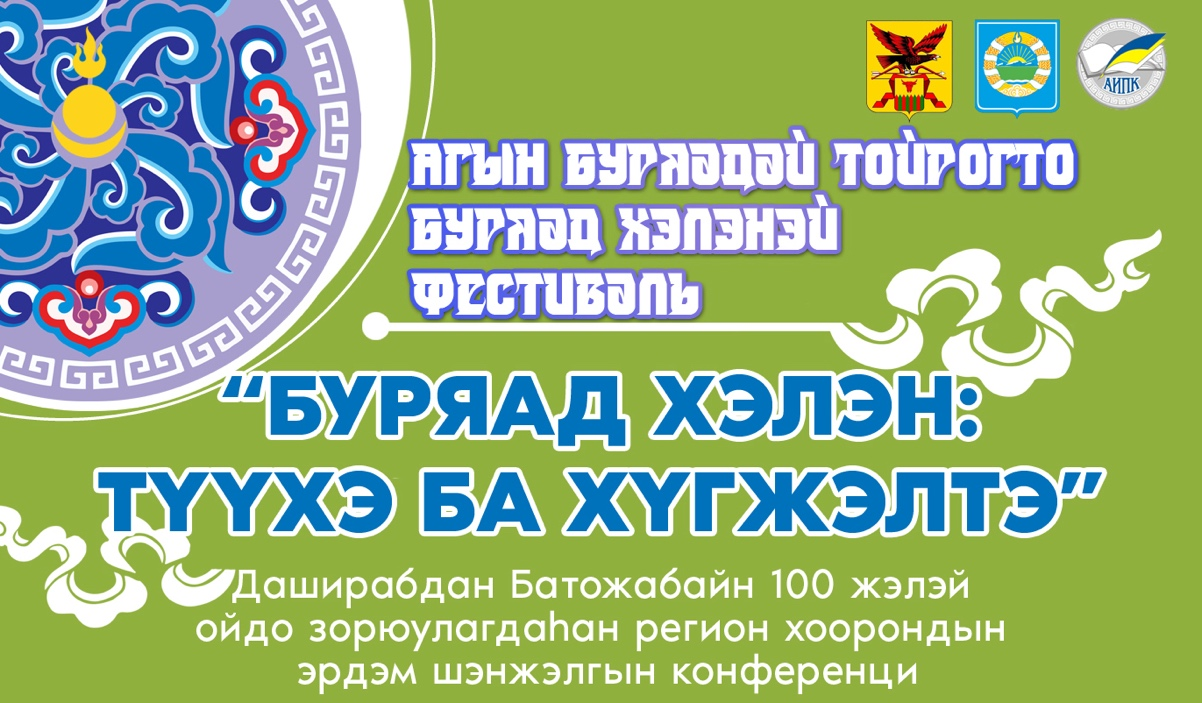 АИПК
АГЫН БУРЯАДАЙ ТОЙРОГТО
БУРЯАД ХЭЛЭНЭЙ
ФЕСТИВАЛЬ
“БУРЯАД ХЭЛЭН:
ТҮҮХЭ БА ХҮГЖЭЛТЭ”
Даширабдан Батожабайн 100 жэлэй
ойдо зорюулагдаһан регион хоорондын
эрдэм шэнжэлгын конференци